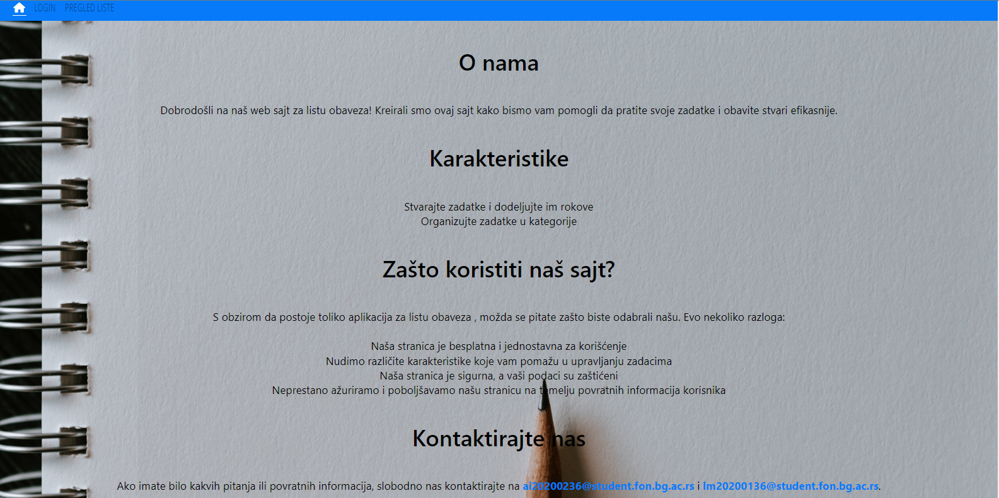 LOGIN PREGLED LISTE
O nama
Dobrodošli na naš web sajt za listu obaveza! Kreirali smo ovaj sajt kako bismo vam pomogli da pratite svoje zadatke i obavite stvari efikasnije.
Karakteristike
Stvarajte zadatke i dodeljujte im rokove
Organizujte zadatke u kategorije
Zašto koristiti naš sajt?
S obzirom da postoje toliko aplikacija za listu obaveza , možda se pitate zašto biste odabrali našu. Evo nekoliko razloga:
Naša stranica je besplatna i jednostavna za korišćenje
Nudimo različite karakteristike koje vam pomažu u upravljanju zadacima
Naša stranica je sigurna, a vaši podaci su zaštićeni
Neprestano ažuriramo i poboljšavamo našu stranicu na temelju povratnih informacija korisnika
Kontaktirajte nas
Ako imate bilo kakvih pitanja ili povratnih informacija, slobodno nas kontaktirajte na ai20200236@student.fon.bg.ac.rs i lm20200136@student.fon.bg.ac.rs.